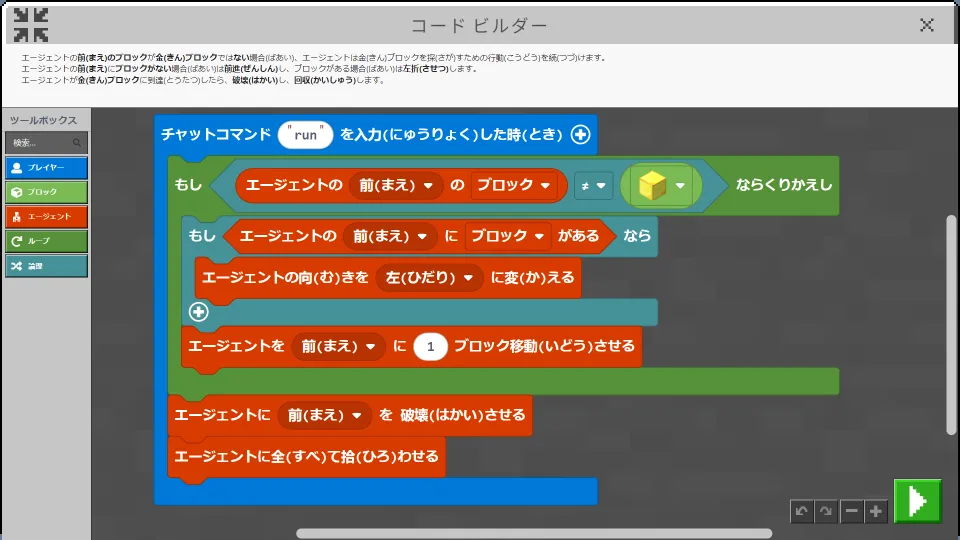 コード ビルダー
エージェントの前(まえ)のブロックが金(きん)ブロックではない場合(ばあい)、エージェントは金(きん)ブロックを探(さが)すための行動(こうどう)を続(つづ)けます。
エージェントの前(まえ)にブロックがない場合(ばあい)は前進(ぜんしん)し、ブロックがある場合(ばあい)は左折(させつ)します。
エージェントが金(きん)ブロックに到達(とうたつ)したら、破壊(はかい)し、回収(かいしゅう)します。
ツールボックス
検索...
プレイヤー
ブロック
エージェント
ループ
論理
チャットコマンド "run" を入力(にゅうりょく)した時(とき)
もし エージェントの 前(まえ) の ブロック ≠ ならくりかえし
もし エージェントの 前(まえ) に ブロック がある なら
エージェントの向(む)きを 左(ひだり) に変(か)える
エージェントを 前(まえ) に 1 ブロック移動(いどう)させる
エージェントに 前(まえ) を 破壊(はかい)させる
エージェントに全(すべ)て拾(ひろ)わせる